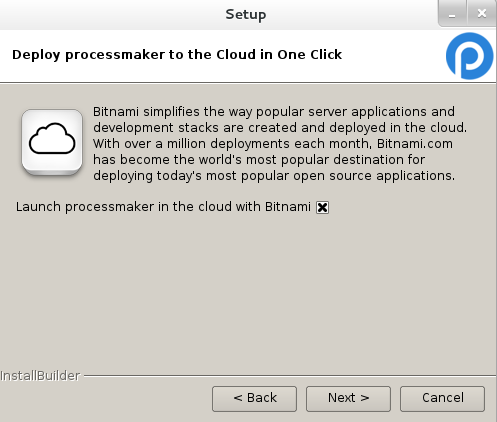 Setup
Deploy processmaker to the Cloud in One Click
Bitnami simplifies the way popular server applications and
development stacks are created and deployed in the cloud.
With over a million deployments each month, Bitnami.com
has become the world's most popular destination for
deploying today's most popular open source applications.
Launch processmaker in the cloud with Bitnami
InstallBuilder
< Back
Next >
Cancel